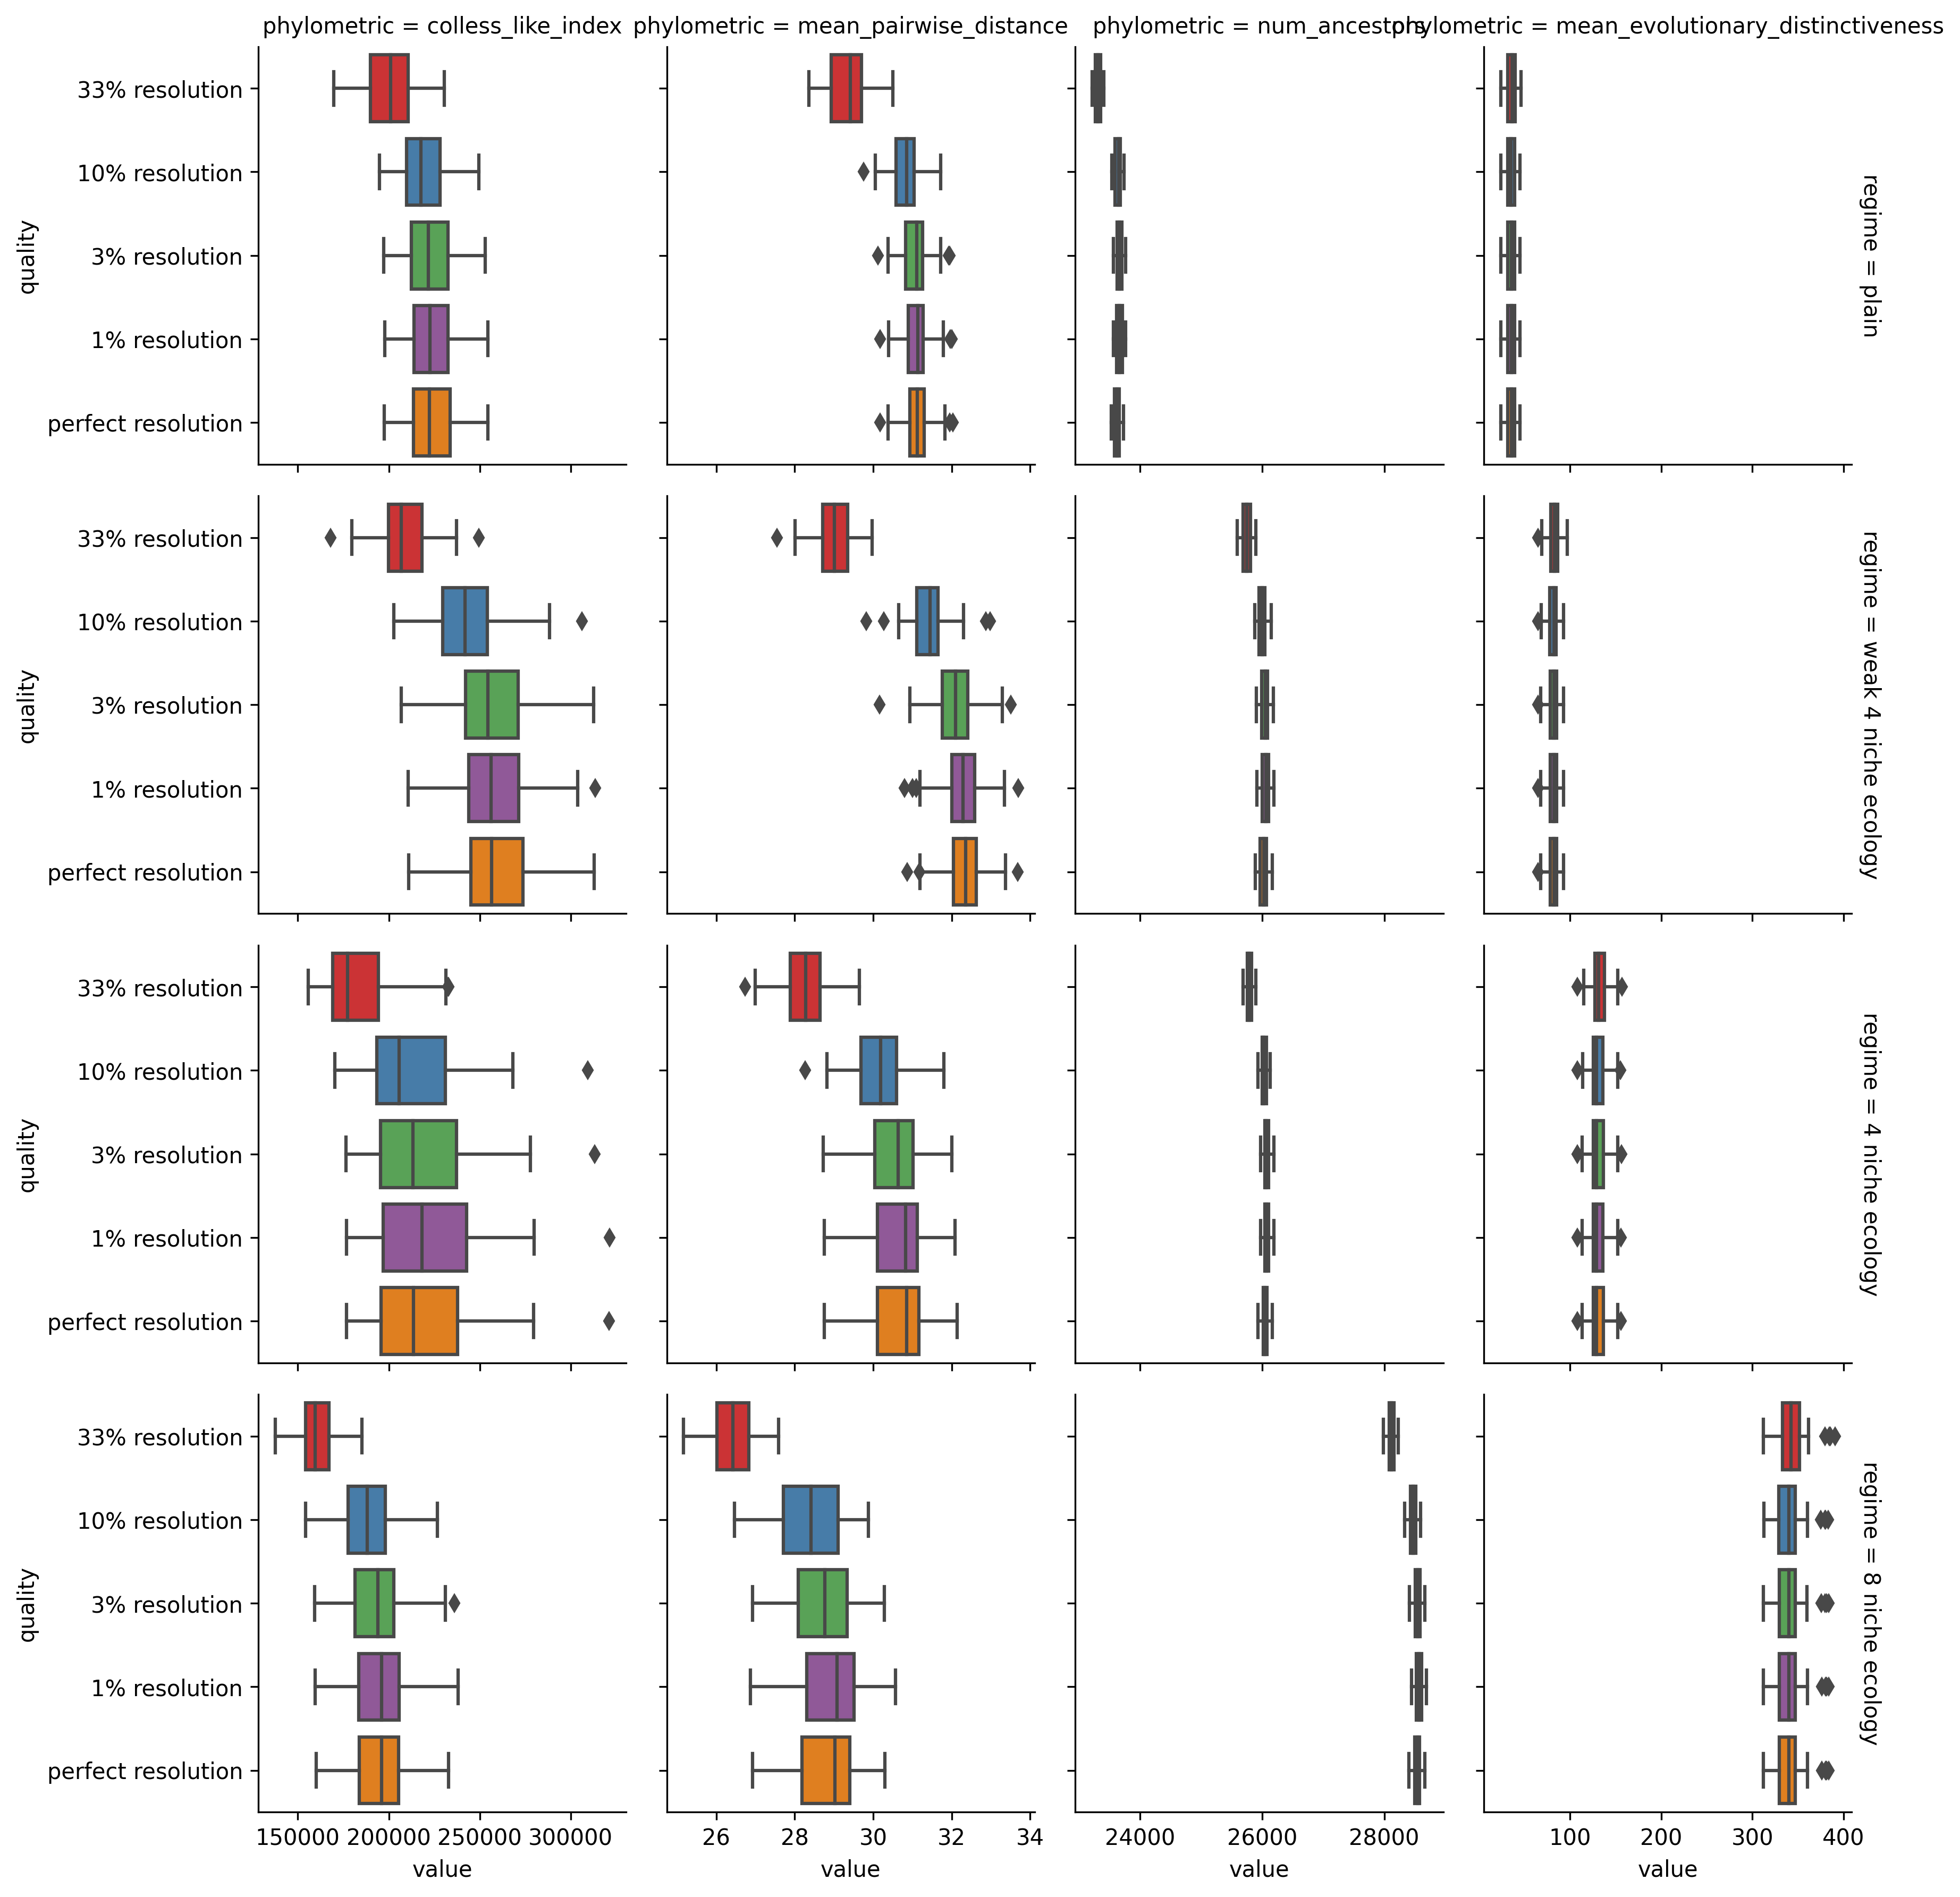 phylometric = colless_like_index phylometric = mean_pairwise_distance phylometric = num_ancestors phylometric = mean_evolutionary_distinctiveness
33% resolution
10% resolution
3% resolution
1% resolution
perfect resolution
quality
regime = plain
33% resolution
10% resolution
3% resolution
1% resolution
perfect resolution
quality
regime = weak 4 niche ecology
33% resolution
10% resolution
3% resolution
1% resolution
perfect resolution
quality
regime = 4 niche ecology
33% resolution
10% resolution
3% resolution
1% resolution
perfect resolution
quality
regime = 8 niche ecology
150000 200000 250000 300000 26 28 30 32 34 24000 26000 28000 100 200 300 400
value value value value